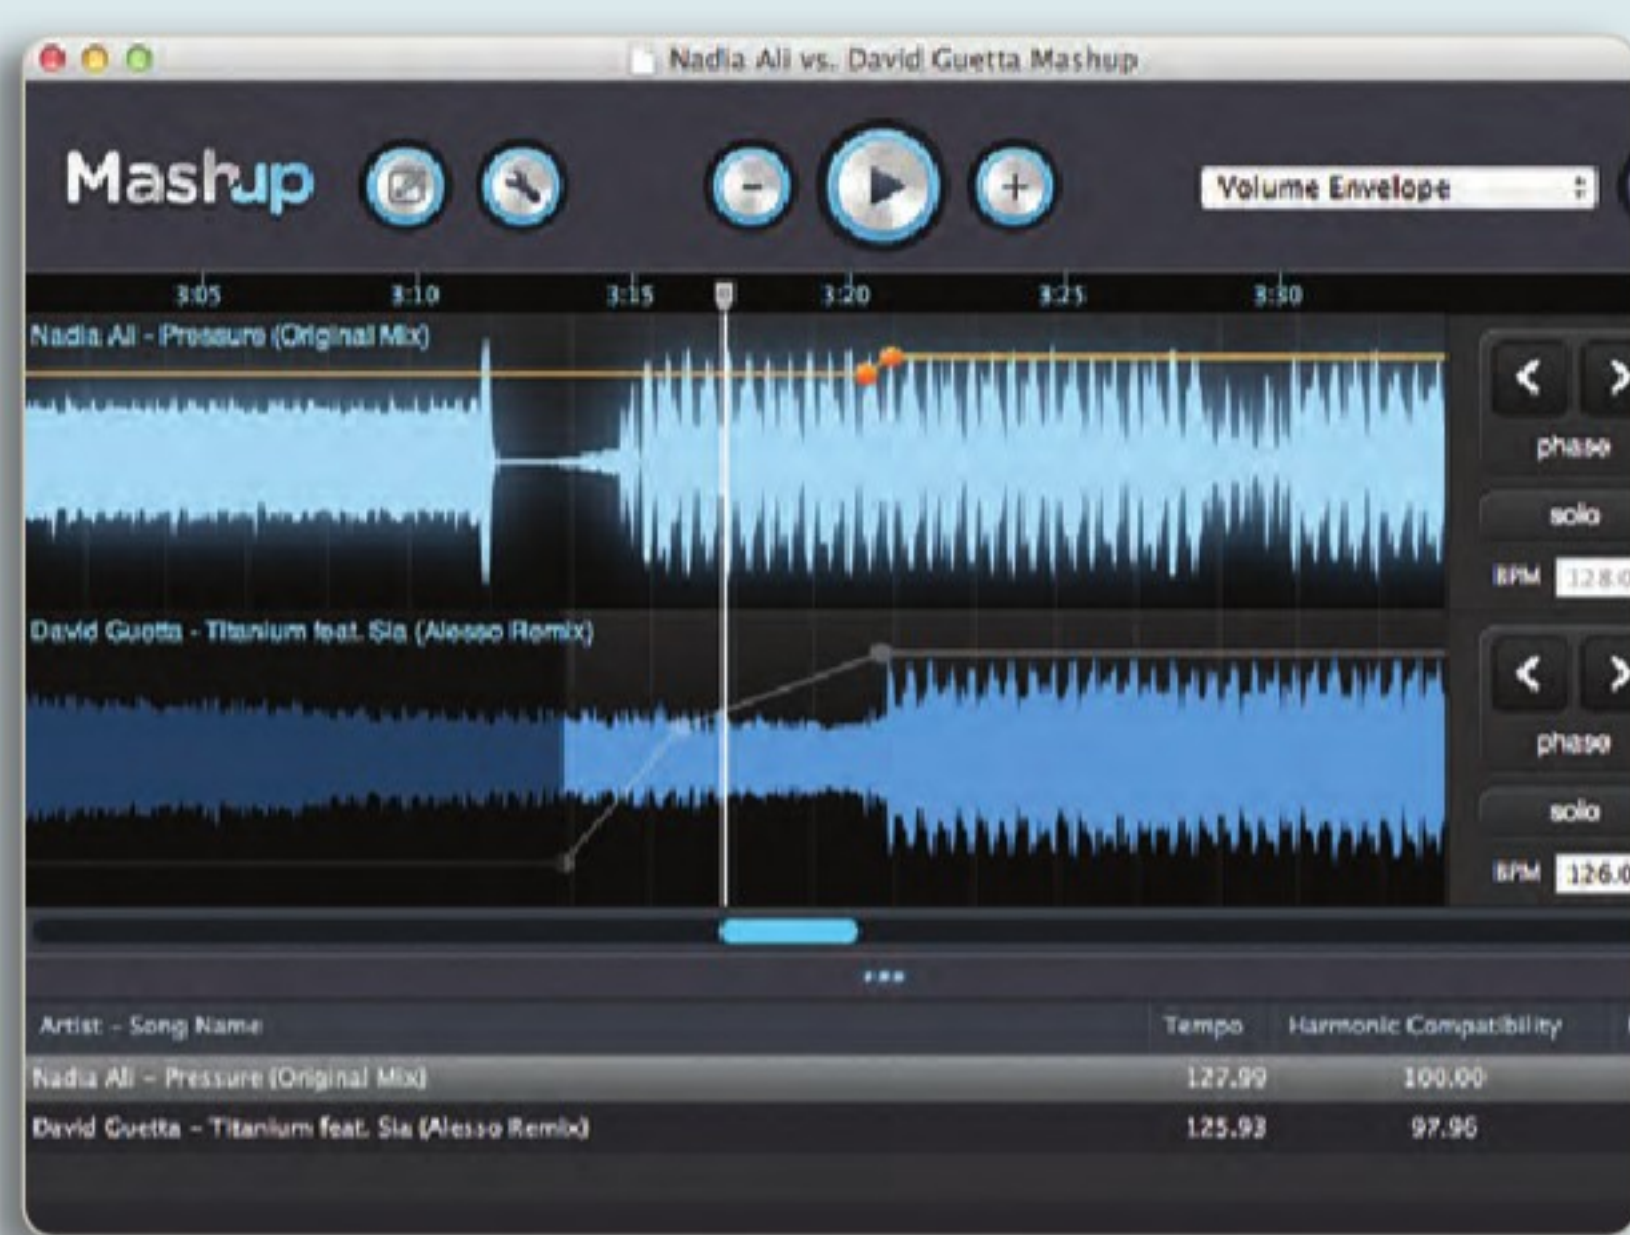 Nadia Ali vs. David Guetta Mashup
Mashup
Volume Envelope
3:05 3:10 3:15 3:20 3:25 3:30
Nadia Ali - Pressure (Original Mix)
phase
solo
BPM 128.0
David Guetta - Titanium feat. Sia (Alesso Remix)
phase
solo
BPM 126.0
Artist - Song Name Tempo Harmonic Compatibility
Nadia Ali - Pressure (Original Mix) 127.99 100.00
David Guetta - Titanium feat. Sia (Alesso Remix) 125.93 97.96